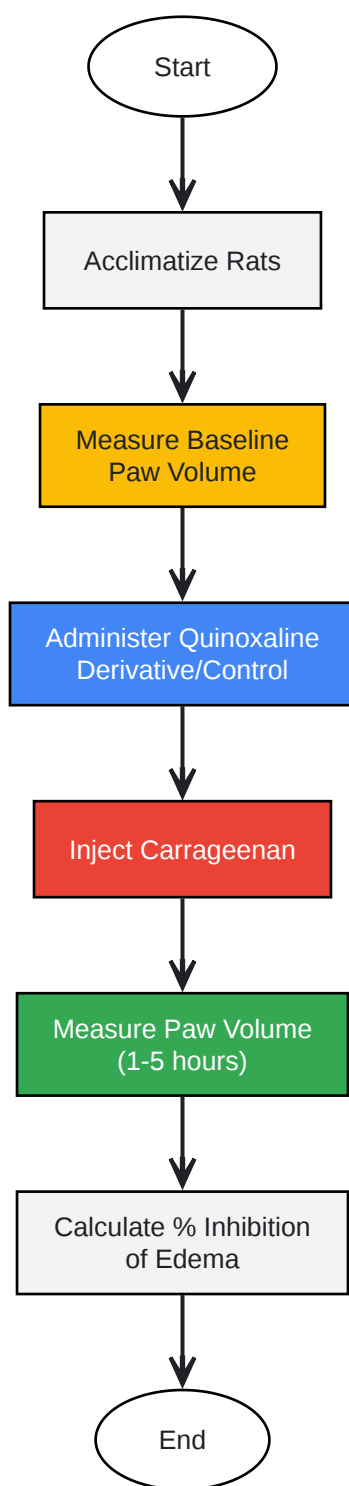 Start
Acclimatize Rats
Measure Baseline
Paw Volume
Administer Quinoxaline
Derivative/Control
Inject Carrageenan
Measure Paw Volume
(1-5 hours)
Calculate % Inhibition
of Edema
End